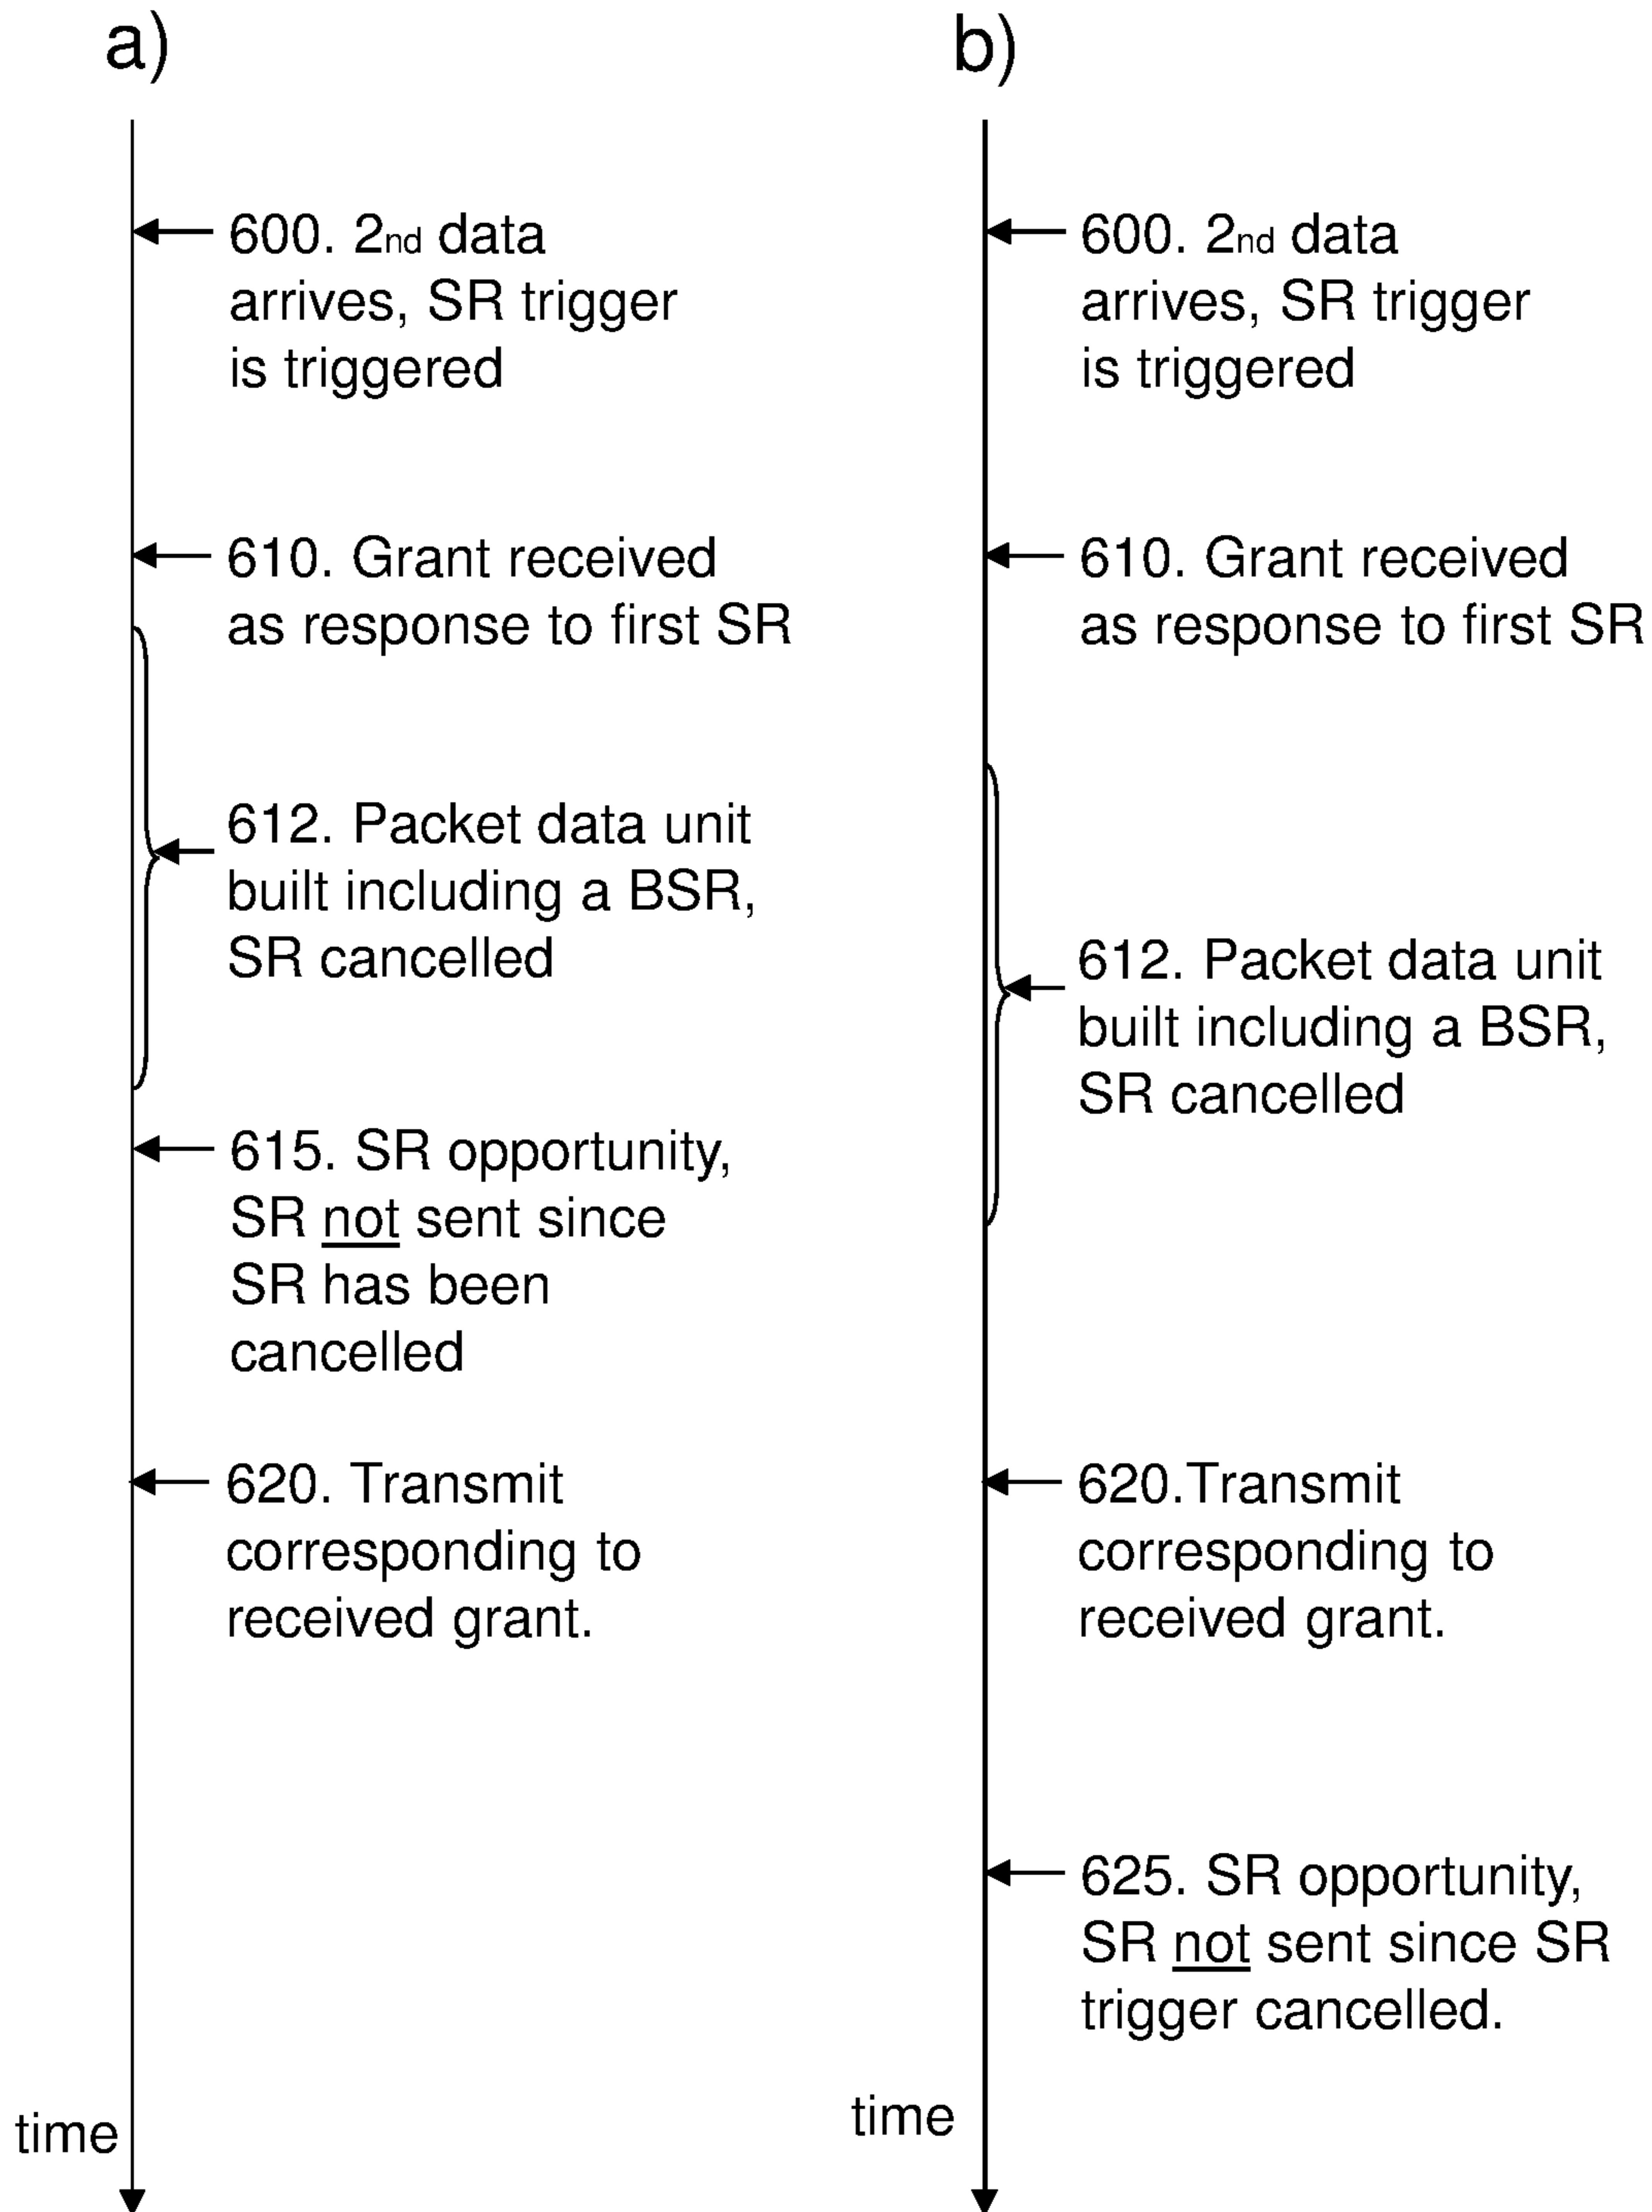 a)
600. 2nd data
arrives, SR trigger
is triggered
610. Grant received
as response to first SR
612. Packet data unit
built including a BSR,
SR cancelled
615. SR opportunity,
SR not sent since
SR has been
cancelled
620. Transmit
corresponding to
received grant.
time
b)
600. 2nd data
arrives, SR trigger
is triggered
610. Grant received
as response to first SR
612. Packet data unit
built including a BSR,
SR cancelled
620.Transmit
corresponding to
received grant.
625. SR opportunity,
SR not sent since SR
trigger cancelled.
time